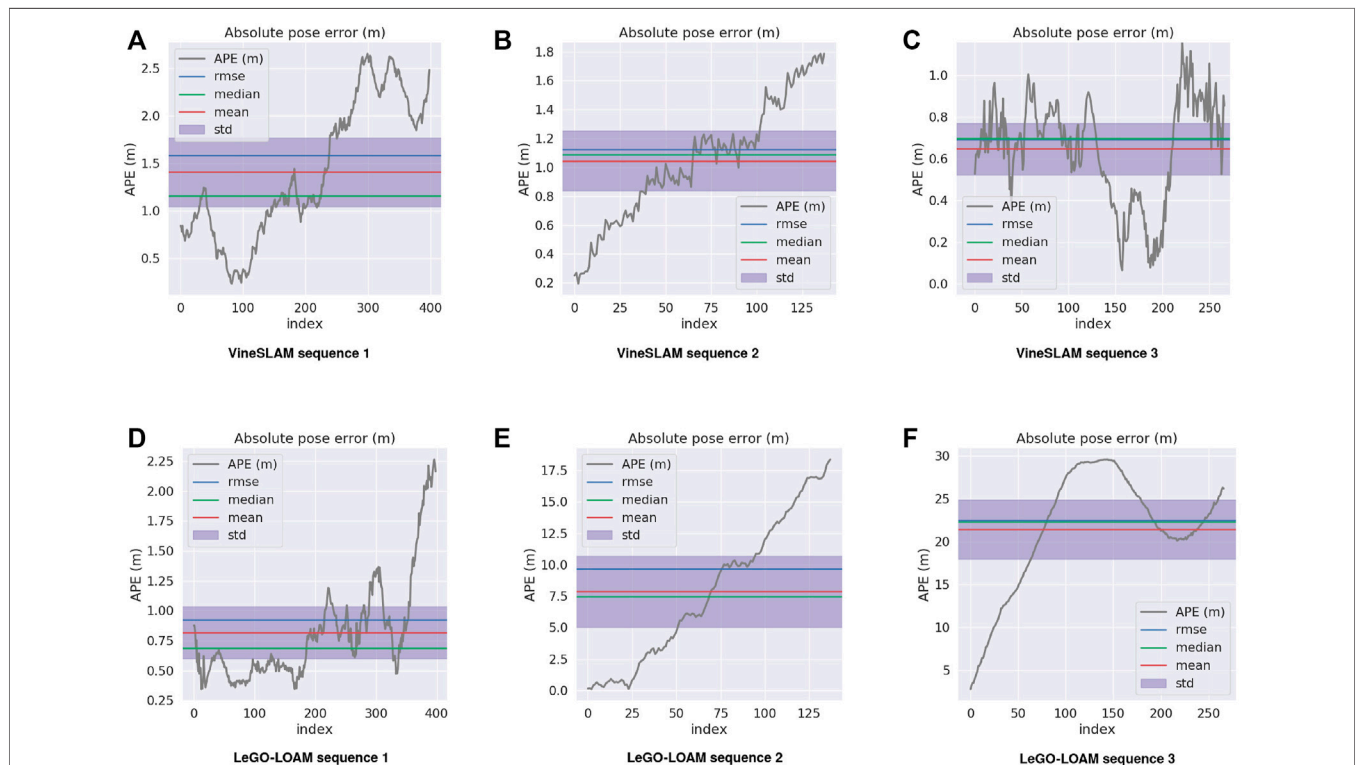 A
Absolute pose error (m)
APE (m)
rmse
median
mean
std
2.5
2.0
1.5
1.0
0.5
APE (m)
0 100 200 300 400
index
VineSLAM sequence 1
B
Absolute pose error (m)
1.8
1.6
1.4
1.2
1.0
0.8
0.6
0.4
0.2
APE (m)
APE (m)
rmse
median
mean
std
0 25 50 75 100 125
index
VineSLAM sequence 2
C
Absolute pose error (m)
1.0
0.8
0.6
0.4
0.2
0.0
APE (m)
APE (m)
rmse
median
mean
std
0 50 100 150 200 250
index
VineSLAM sequence 3
D
Absolute pose error (m)
APE (m)
rmse
median
mean
std
2.25
2.00
1.75
1.50
1.25
1.00
0.75
0.50
0.25
APE (m)
0 100 200 300 400
index
LeGO-LOAM sequence 1
E
Absolute pose error (m)
APE (m)
rmse
median
mean
std
17.5
15.0
12.5
10.0
7.5
5.0
2.5
0.0
APE (m)
0 25 50 75 100 125
index
LeGO-LOAM sequence 2
F
Absolute pose error (m)
30
25
20
15
10
5
APE (m)
APE (m)
rmse
median
mean
std
0 50 100 150 200 250
index
LeGO-LOAM sequence 3